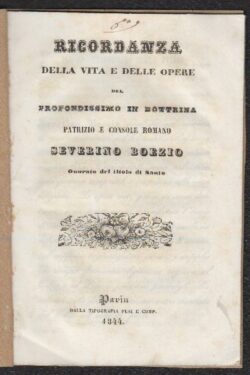 RICORDANZA
DELLA VITA E DELLE OPERE
DEL
PROFONDISSIMO IN DOTTRINA
PATRIZIO E CONSOLE ROMANO
SEVERINO BOEZIO
Onorato del titolo di Santo
Pavia
DALLA TIPOGRAFIA FUSI E COMP.
1844.